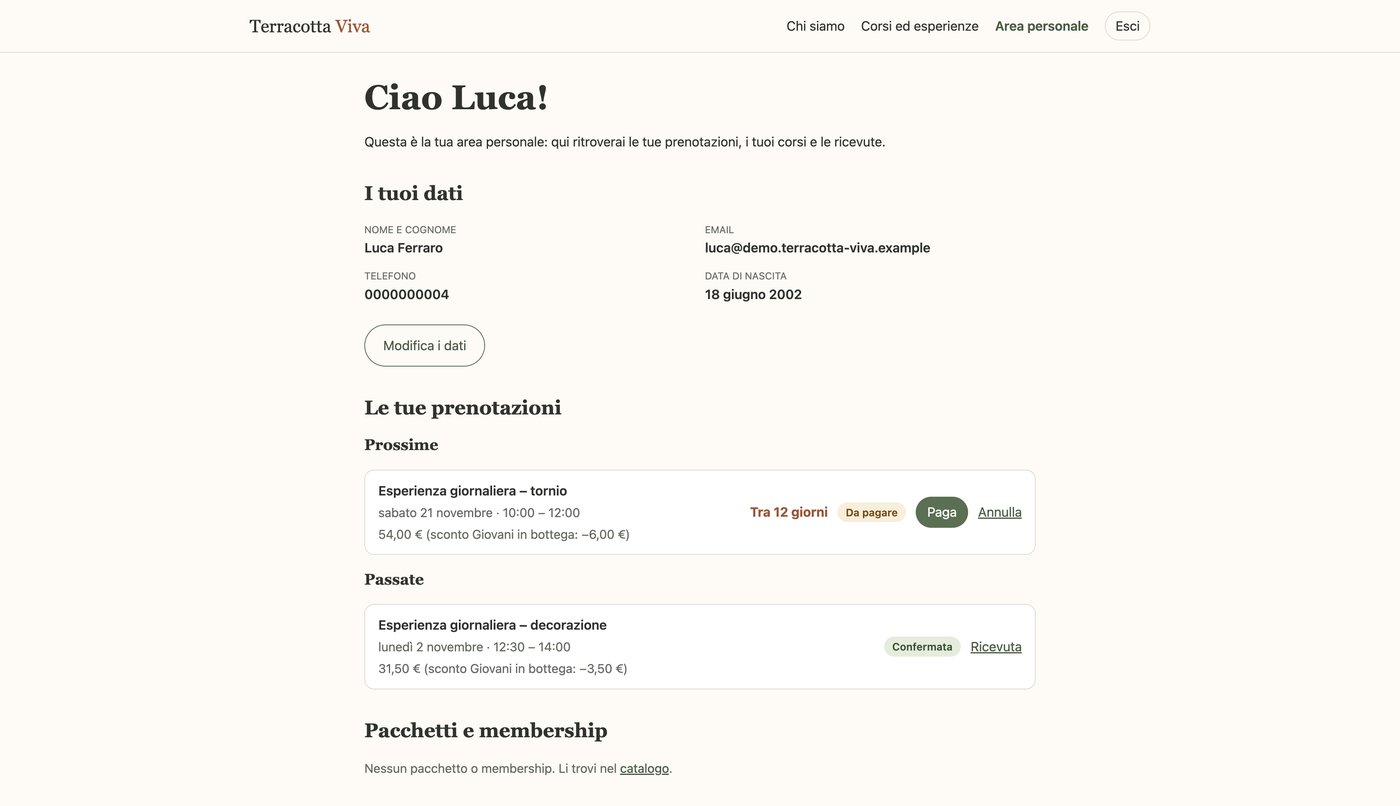 Terracotta Viva
Chi siamo
Corsi ed esperienze
Area personale
Esci
Ciao Luca!
Questa è la tua area personale: qui ritroverai le tue prenotazioni, i tuoi corsi e le ricevute.
I tuoi dati
NOME E COGNOME
Luca Ferraro
EMAIL
luca@demo.terracotta-viva.example
TELEFONO
0000000004
DATA DI NASCITA
18 giugno 2002
Modifica i dati
Le tue prenotazioni
Prossime
Esperienza giornaliera – tornio
sabato 21 novembre · 10:00 – 12:00
54,00 € (sconto Giovani in bottega: −6,00 €)
Tra 12 giorni
Da pagare
Paga
Annulla
Passate
Esperienza giornaliera – decorazione
lunedì 2 novembre · 12:30 – 14:00
31,50 € (sconto Giovani in bottega: −3,50 €)
Confermata
Ricevuta
Pacchetti e membership
Nessun pacchetto o membership. Li trovi nel catalogo.